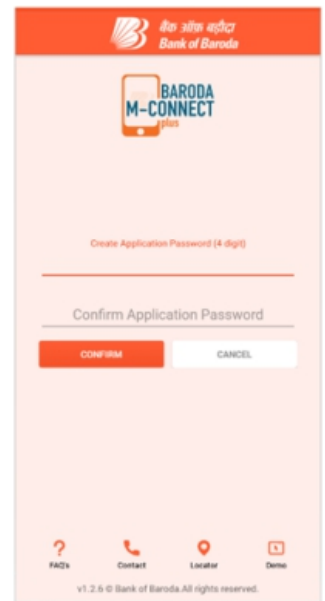 बैंक ऑफ़ बड़ौदा
Bank of Baroda
BARODA
M-CONNECT
plus
Create Application Password (4 digit)
Confirm Application Password
CONFIRM CANCEL
FAQ's Contact Locator Demo
v1.2.6 © Bank of Baroda.All rights reserved.